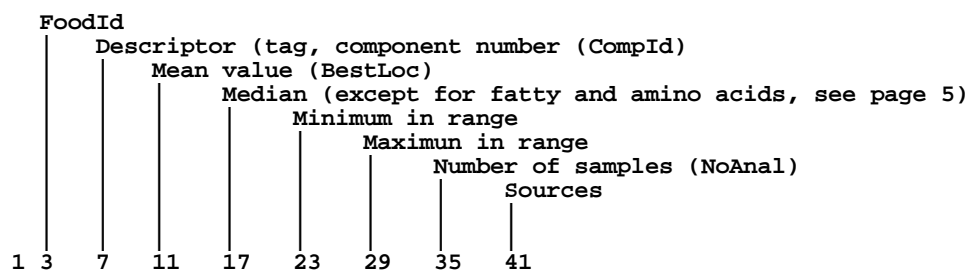 FoodId
Descriptor (tag, component number (CompId)
Mean value (BestLoc)
Median (except for fatty and amino acids, see page 5)
Minimum in range
Maximun in range
Number of samples (NoAnal)
Sources
1 3 7 11 17 23 29 35 41